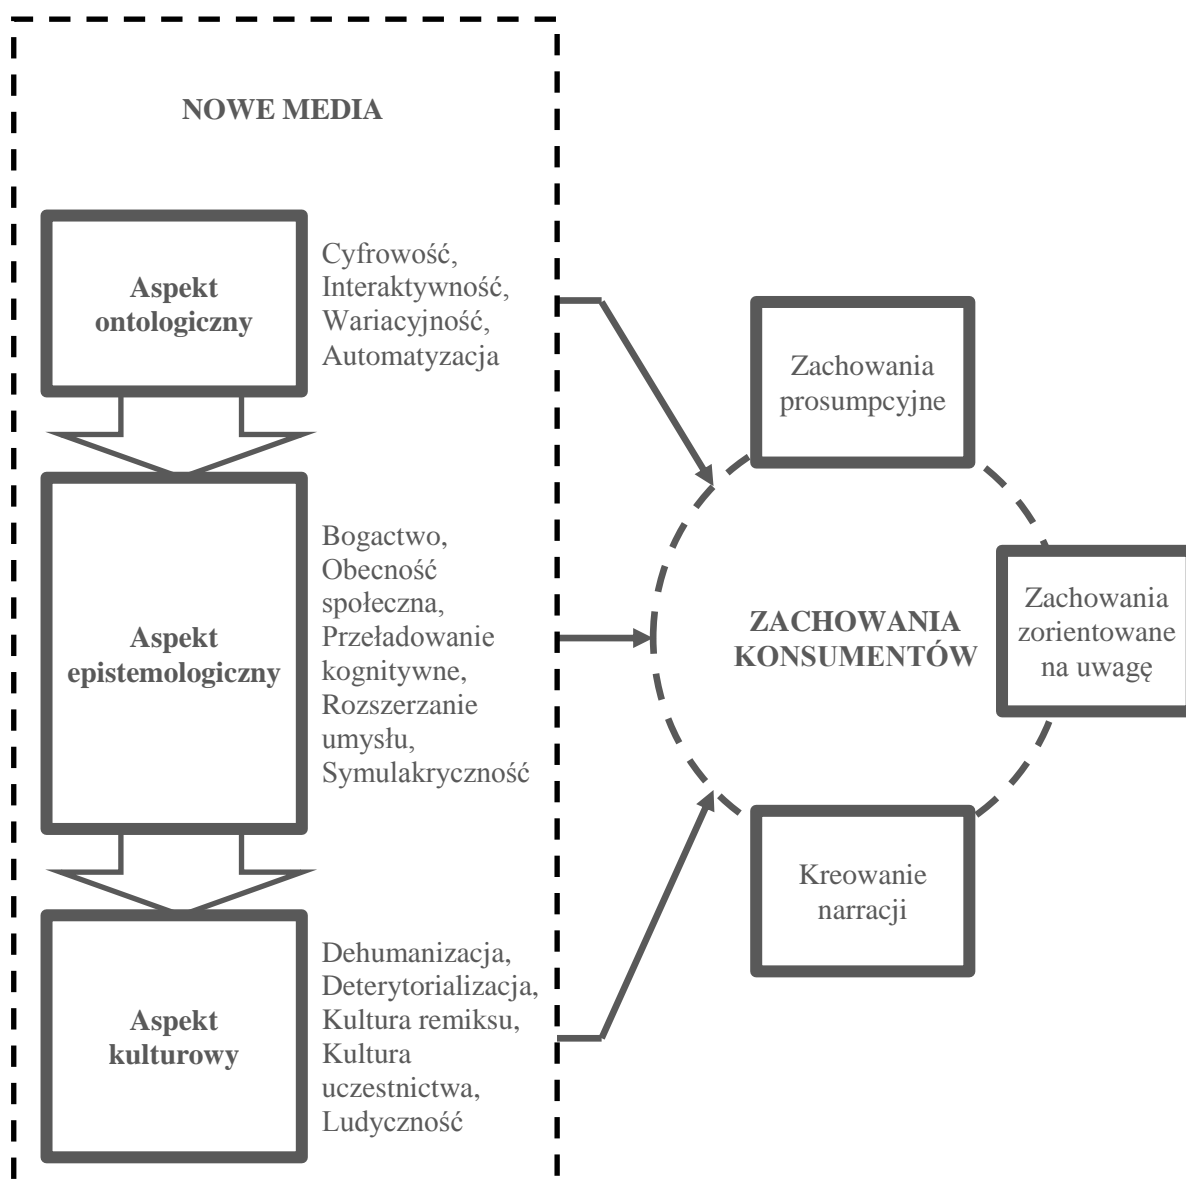 NOWE MEDIA
Aspekt
ontologiczny
Cyfrowość,
Interaktywność,
Wariacyjność,
Automatyzacja
Aspekt
epistemologiczny
Bogactwo,
Obecność
społeczna,
Przeładowanie
kognitywne,
Rozszerzanie
umysłu,
Symulakryczność
Aspekt
kulturowy
Dehumanizacja,
Deterytorializacja,
Kultura remiksu,
Kultura
uczestnictwa,
Ludyczność
Zachowania
prosumpcyjne
ZACHOWANIA
KONSUMENTÓW
Zachowania
zorientowane
na uwagę
Kreowanie
narracji